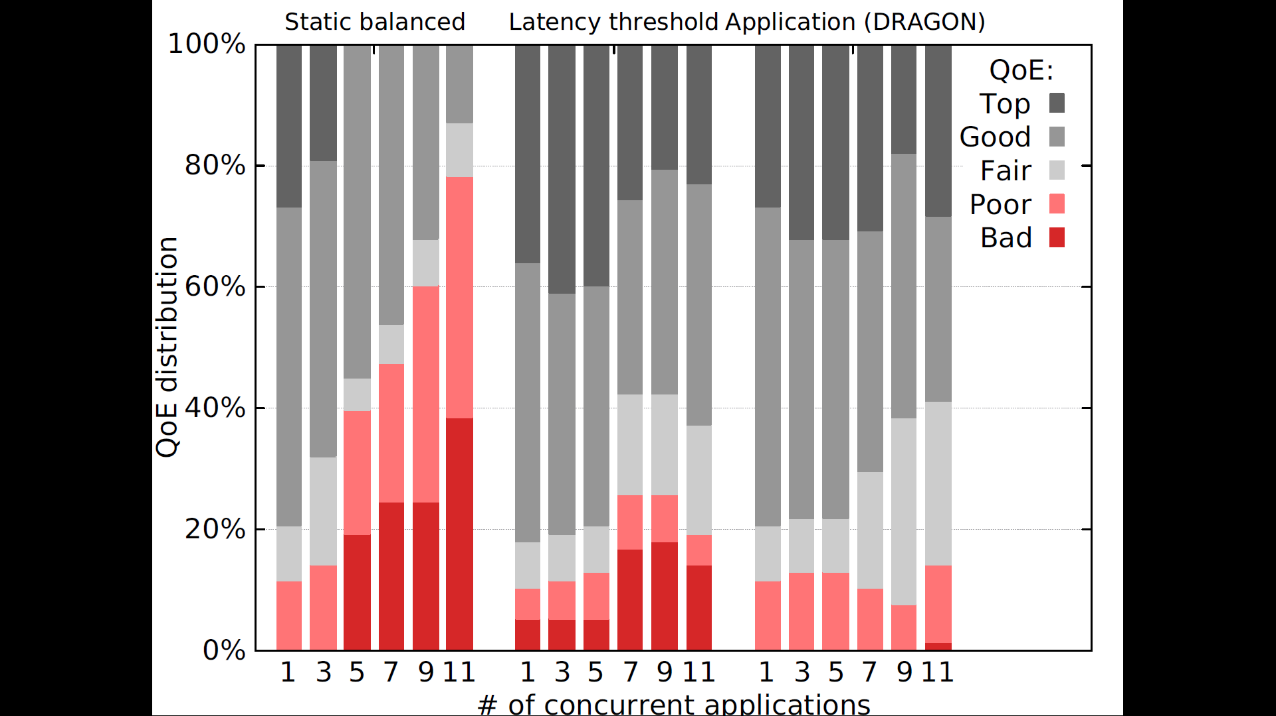 Static balanced Latency threshold Application (DRAGON)
100%
80%
60%
40%
20%
0%
QoE distribution
QoE:
Top
Good
Fair
Poor
Bad
1 3 5 7 9 11 1 3 5 7 9 11 1 3 5 7 9 11
# of concurrent applications